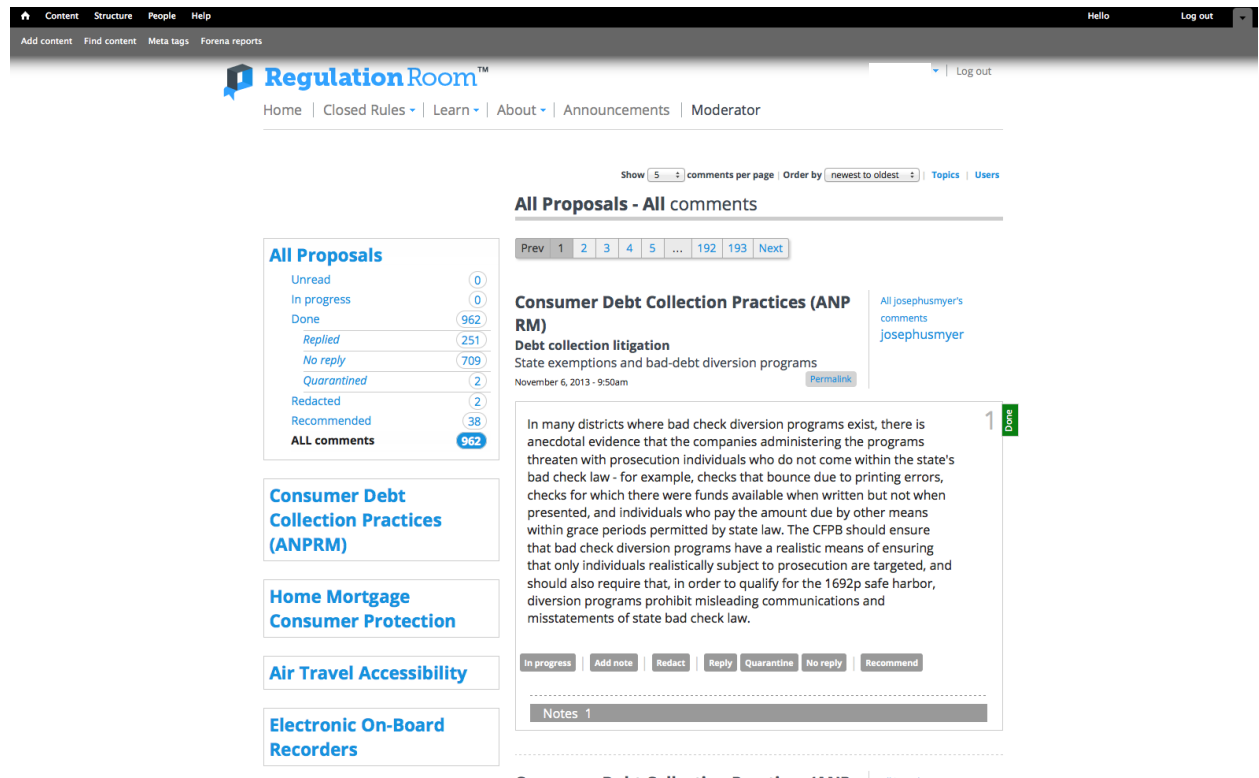 Content Structure People Help Hello Log out
Add content Find content Meta tags Forena reports
RegulationRoom™
Log out
Home | Closed Rules | Learn | About | Announcements | Moderator
Show 5 comments per page | Order by newest to oldest | Topics | Users
All Proposals - All comments
Prev 1 2 3 4 5 ... 192 193 Next
All Proposals
Unread 0
In progress 0
Done 962
Replied 251
No reply 709
Quarantined 2
Redacted 2
Recommended 38
ALL comments 962
Consumer Debt
Collection Practices
(ANPRM)
Home Mortgage
Consumer Protection
Air Travel Accessibility
Electronic On-Board
Recorders
Consumer Debt Collection Practices (ANP
RM)
Debt collection litigation
State exemptions and bad-debt diversion programs
November 6, 2013 - 9:50am
Permalink
All josephusmyer's
comments
josephusmyer
In many districts where bad check diversion programs exist, there is
anecdotal evidence that the companies administering the programs
threaten with prosecution individuals who do not come within the state's
bad check law - for example, checks that bounce due to printing errors,
checks for which there were funds available when written but not when
presented, and individuals who pay the amount due by other means
within grace periods permitted by state law. The CFPB should ensure
that bad check diversion programs have a realistic means of ensuring
that only individuals realistically subject to prosecution are targeted, and
should also require that, in order to qualify for the 1692p safe harbor,
diversion programs prohibit misleading communications and
misstatements of state bad check law.
1
Done
In progress | Add note | Redact | Reply Quarantine No reply | Recommend
Notes 1